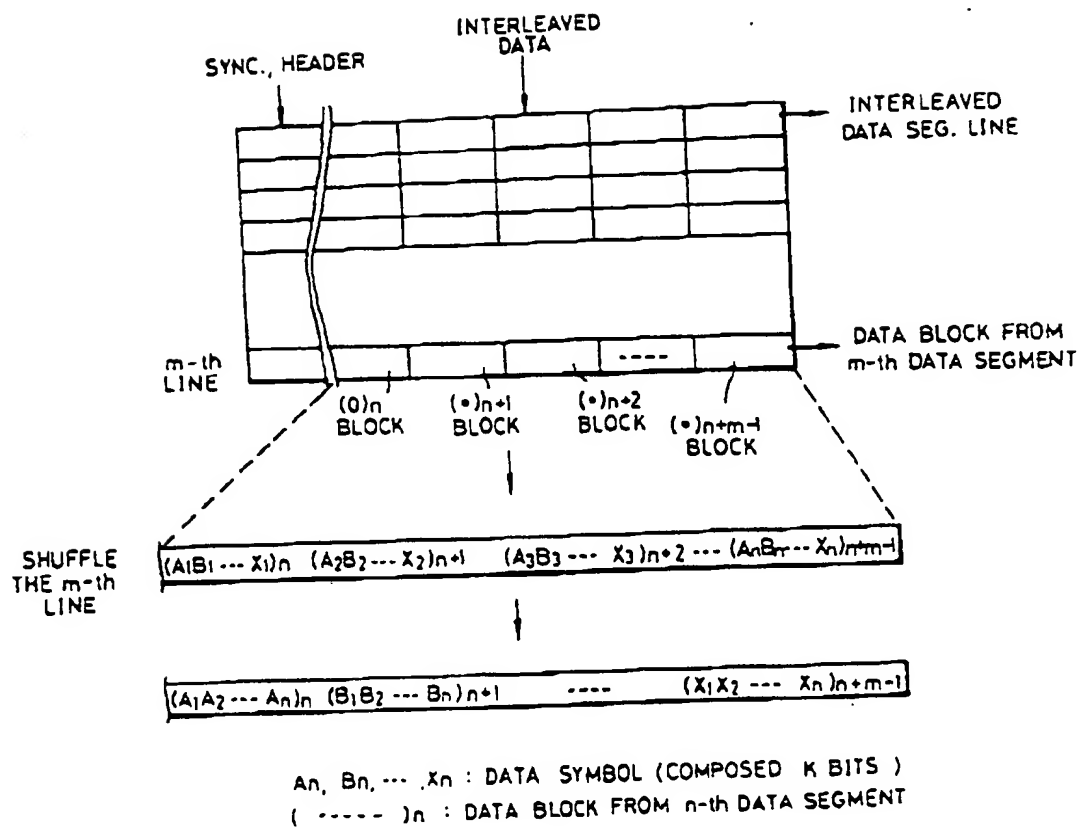 INTERLEAVED
DATA
SYNC., HEADER
INTERLEAVED
DATA SEG. LINE
m-th
LINE
----
DATA BLOCK FROM
m-th DATA SEGMENT
(0)n
BLOCK
(•)n+1
BLOCK
(•)n+2
BLOCK
(•)n+m-1
BLOCK
SHUFFLE
THE m-th
LINE
(A1B1 --- X1)n (A2B2 --- X2)n+1 (A3B3 --- X3)n+2 --- (AnBn --- Xn)n+m-1
(A1A2 --- An)n (B1B2 --- Bn)n+1 ---- (X1X2 --- Xn)n+m-1
An, Bn, --- , Xn : DATA SYMBOL (COMPOSED K BITS )
( ----- )n : DATA BLOCK FROM n-th DATA SEGMENT